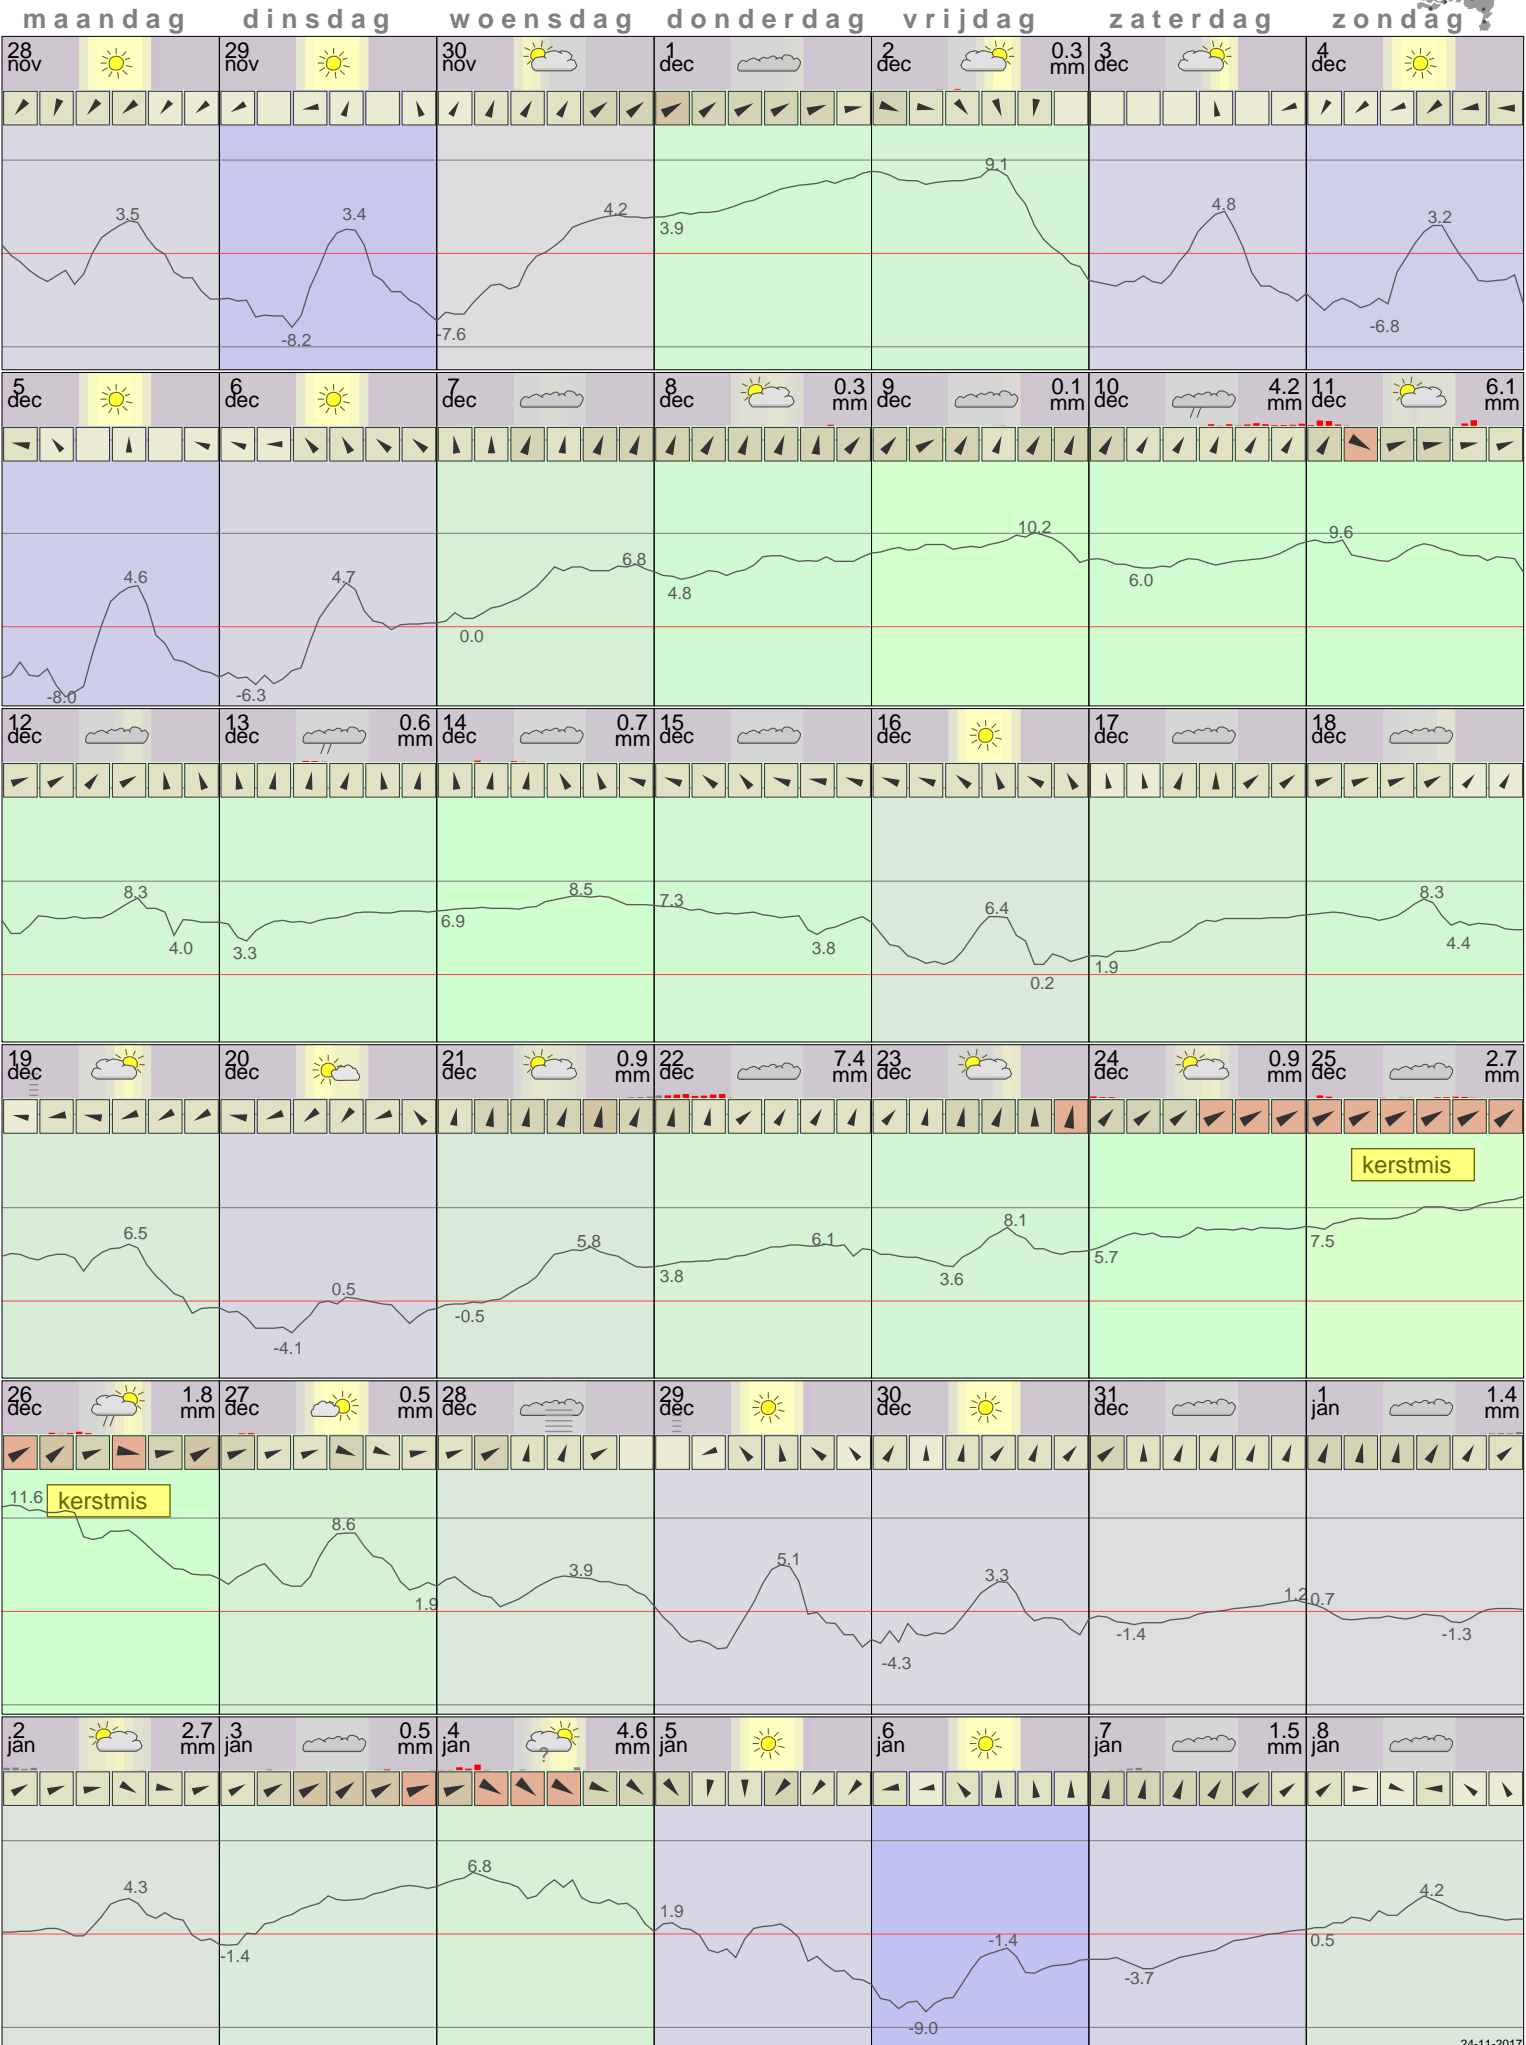 maandag dinsdag woensdag donderdag vrijdag zaterdag zondag
28 nov 29 nov 30 nov 1 dec 2 dec 0.3 mm 3 dec 4 dec
3.5 3.4 -8.2 -7.6 4.2 3.9 9.1 4.8 3.2 -6.8
5 dec 6 dec 7 dec 8 dec 0.3 mm 9 dec 0.1 mm 10 dec 4.2 mm 11 dec 6.1 mm
-8.0 4.6 -6.3 4.7 0.0 6.8 4.8 10.2 6.0 9.6
12 dec 13 dec 0.6 mm 14 dec 0.7 mm 15 dec 16 dec 17 dec 18 dec
8.3 4.0 3.3 6.9 8.5 7.3 3.8 6.4 0.2 1.9 8.3 4.4
19 dec 20 dec 21 dec 0.9 mm 22 dec 7.4 mm 23 dec 24 dec 0.9 mm 25 dec 2.7 mm
kerstmis
6.5 -4.1 0.5 -0.5 5.8 3.8 6.1 3.6 8.1 5.7 7.5
26 dec 1.8 mm 27 dec 0.5 mm 28 dec 29 dec 30 dec 31 dec 1 jan 1.4 mm
11.6 kerstmis
8.6 1.9 3.9 5.1 -4.3 3.3 -1.4 1.2 0.7 -1.3
2 jan 2.7 mm 3 jan 0.5 mm 4 jan ? 4.6 mm 5 jan 6 jan 7 jan 1.5 mm 8 jan
4.3 -1.4 6.8 1.9 -9.0 -1.4 -3.7 0.5 4.2
24-11-2017